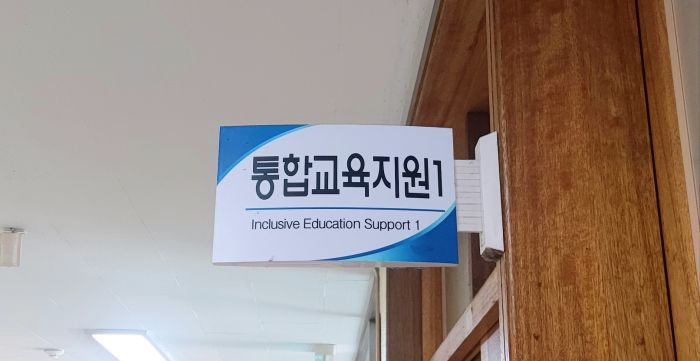 통합교육지원1
Inclusive Education Support 1